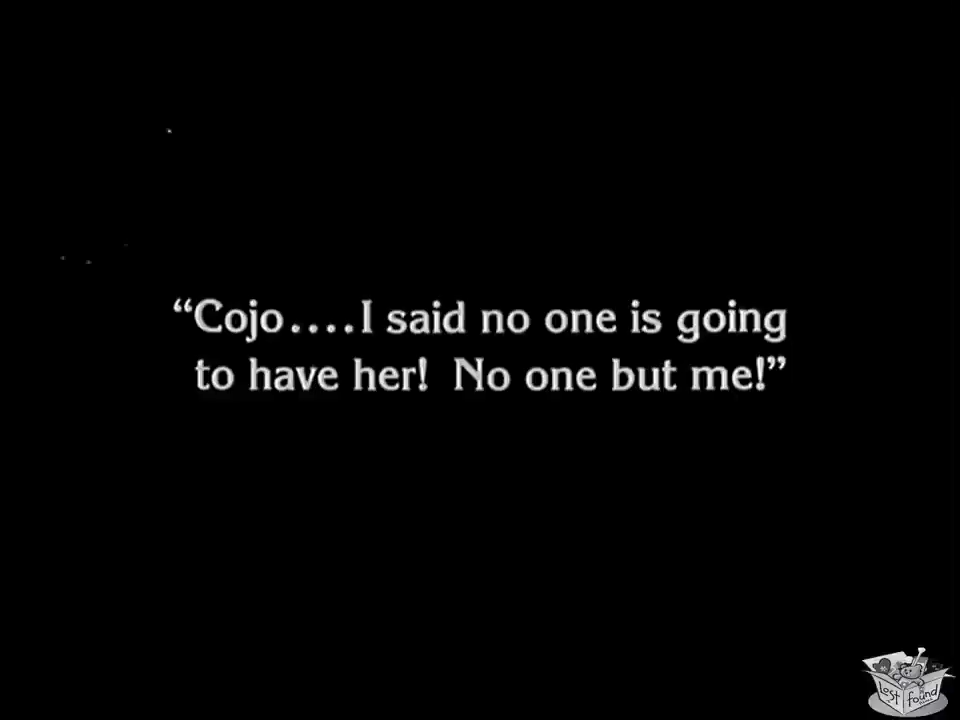 “Cojo....I said no one is going
to have her!  No one but me!”
Lost
found